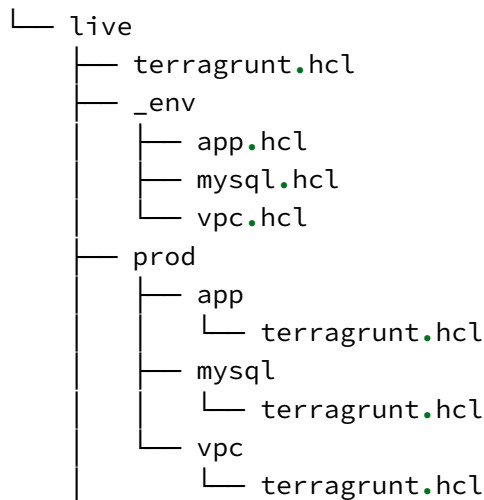 └── live
    ├── terragrunt.hcl
    ├── _env
    │   ├── app.hcl
    │   ├── mysql.hcl
    │   └── vpc.hcl
    ├── prod
    │   ├── app
    │   │   └── terragrunt.hcl
    │   ├── mysql
    │   │   └── terragrunt.hcl
    │   └── vpc
    │       └── terragrunt.hcl